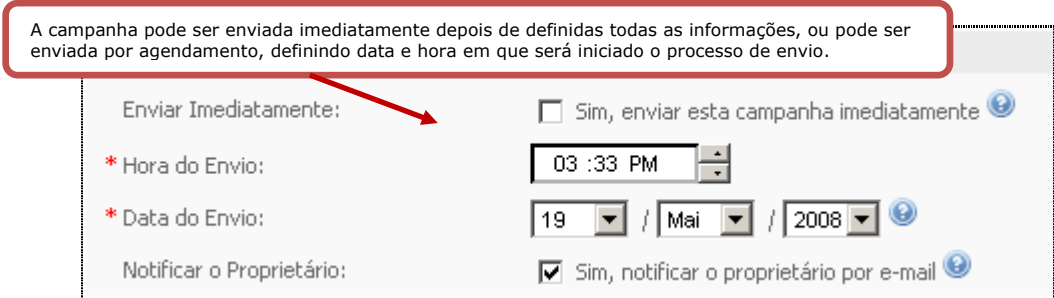 A campanha pode ser enviada imediatamente depois de definidas todas as informações, ou pode ser
enviada por agendamento, definindo data e hora em que será iniciado o processo de envio.
Enviar Imediatamente: Sim, enviar esta campanha imediatamente ?
* Hora do Envio: 03 :33 PM
* Data do Envio: 19 / Mai / 2008 ?
Notificar o Proprietário: Sim, notificar o proprietário por e-mail ?